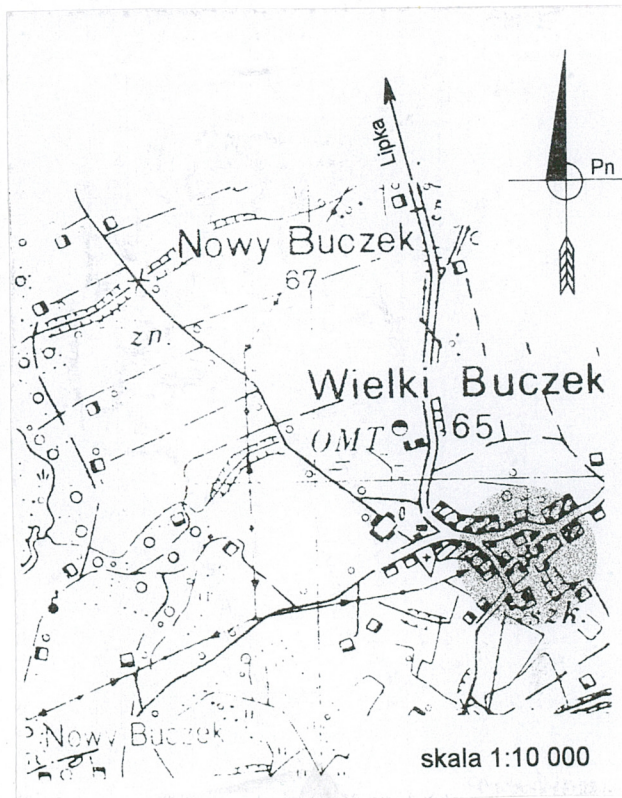 Lipka
Pn
Nowy Buczek
67
zn.
Wielki Buczek
OMT
65
szk.
Nowy Buczek
skala 1:10 000